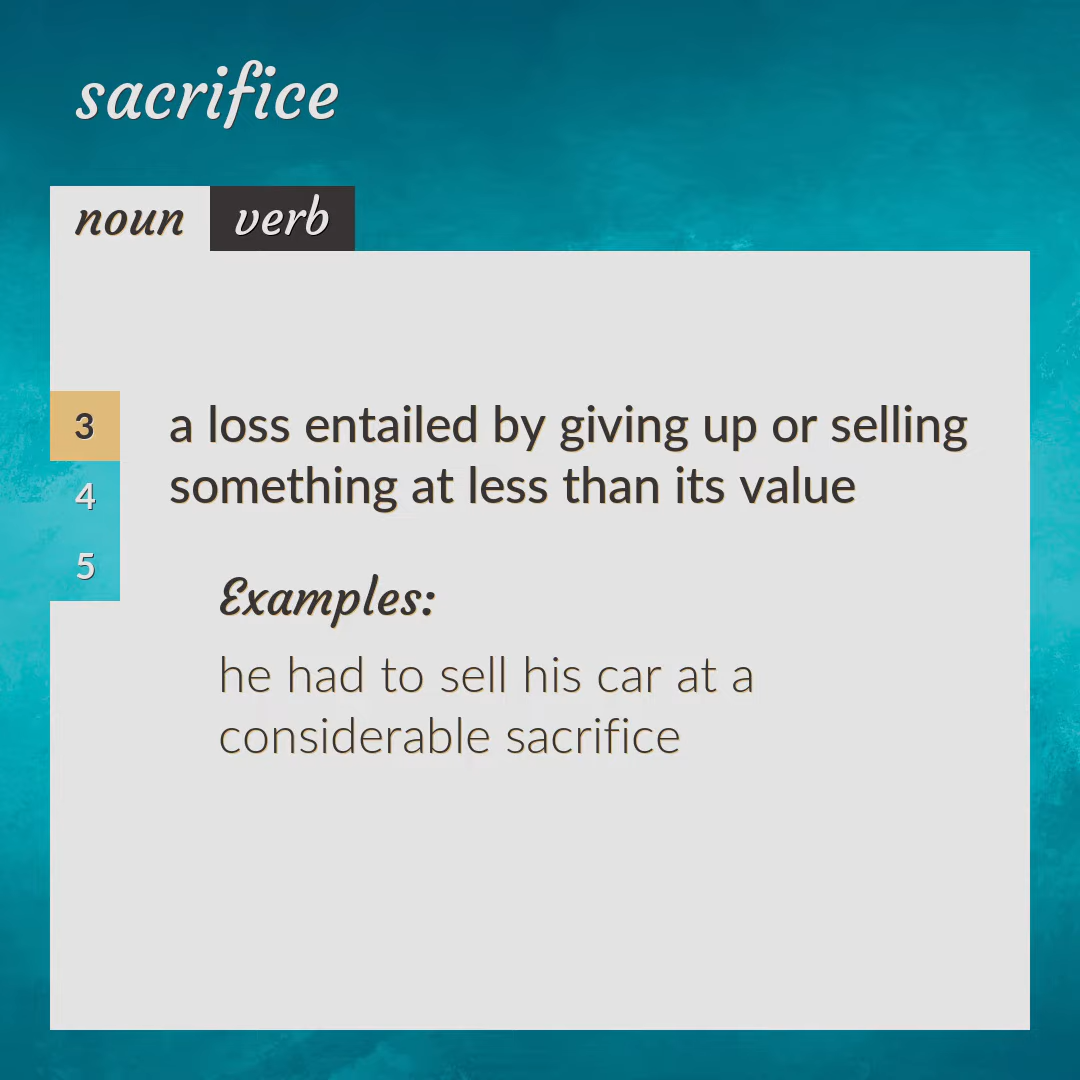 sacrifice
noun verb
3 a loss entailed by giving up or selling
something at less than its value
4
5
Examples:
he had to sell his car at a
considerable sacrifice